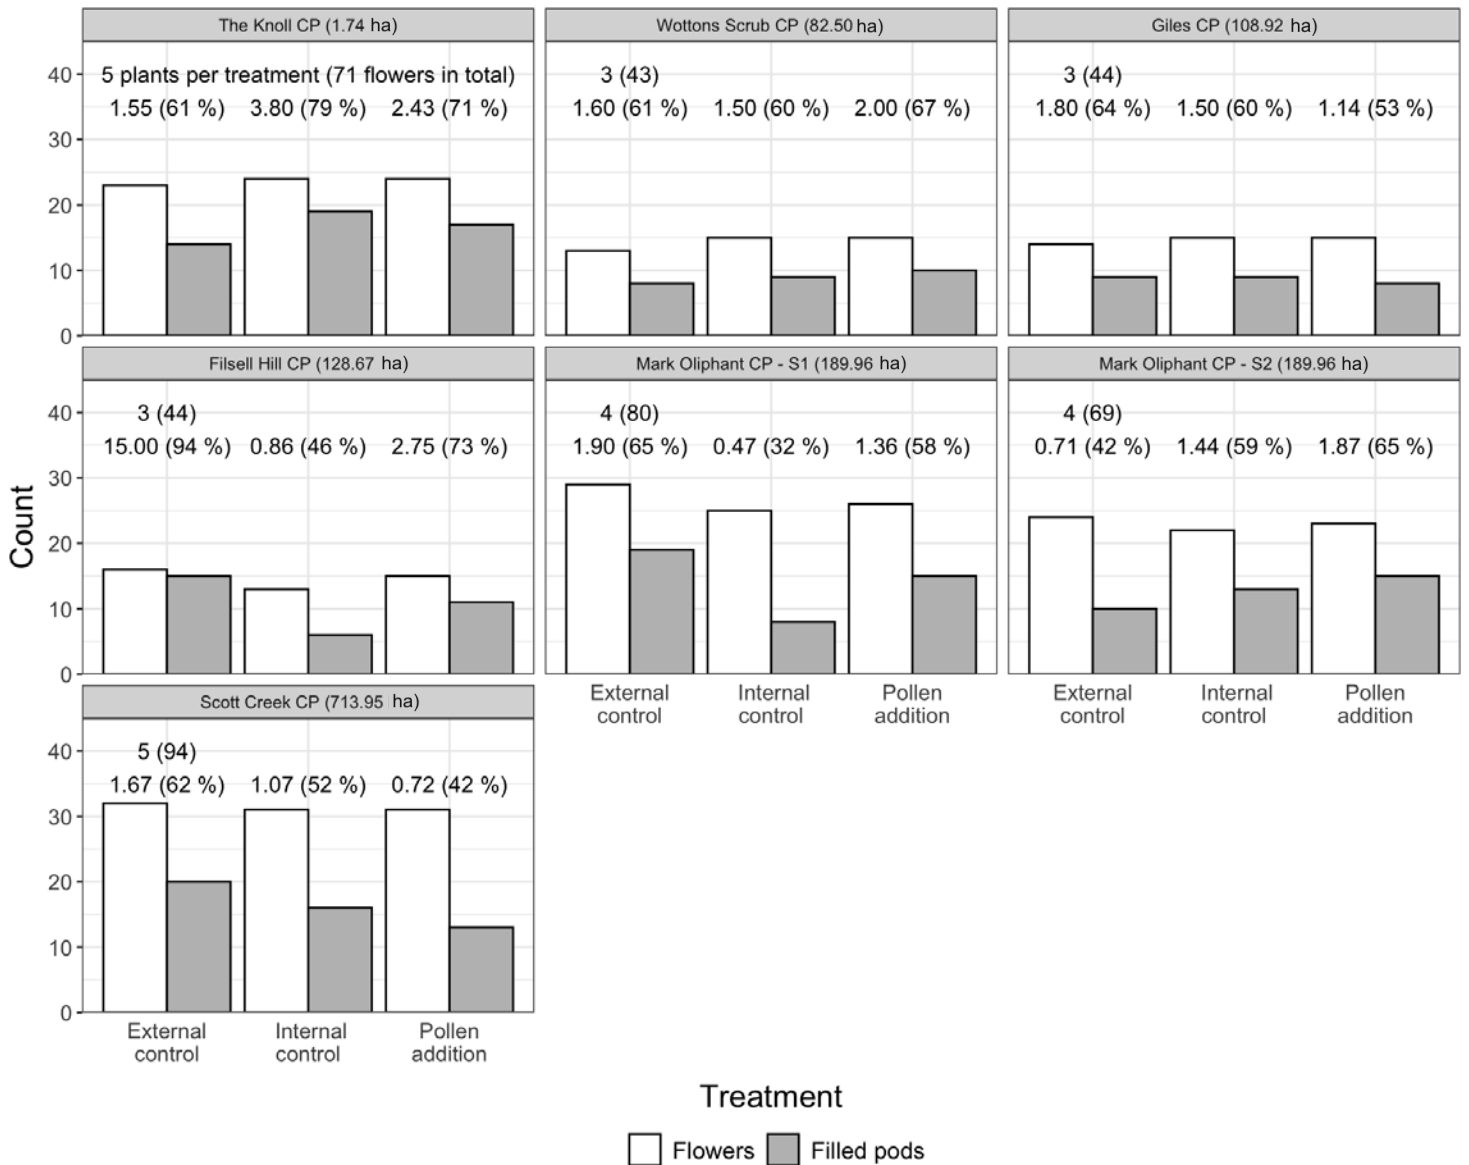 The Knoll CP (1.74 ha)
5 plants per treatment (71 flowers in total)
1.55 (61 %) 3.80 (79 %) 2.43 (71 %)
40
30
20
10
0
Wottons Scrub CP (82.50 ha)
3 (43)
1.60 (61 %) 1.50 (60 %) 2.00 (67 %)
Giles CP (108.92 ha)
3 (44)
1.80 (64 %) 1.50 (60 %) 1.14 (53 %)
Filsell Hill CP (128.67 ha)
3 (44)
15.00 (94 %) 0.86 (46 %) 2.75 (73 %)
40
30
20
10
0
Mark Oliphant CP - S1 (189.96 ha)
4 (80)
1.90 (65 %) 0.47 (32 %) 1.36 (58 %)
External control
Internal control
Pollen addition
Mark Oliphant CP - S2 (189.96 ha)
4 (69)
0.71 (42 %) 1.44 (59 %) 1.87 (65 %)
External control
Internal control
Pollen addition
Scott Creek CP (713.95 ha)
5 (94)
1.67 (62 %) 1.07 (52 %) 0.72 (42 %)
40
30
20
10
0
External control
Internal control
Pollen addition
Count
Treatment
Flowers
Filled pods